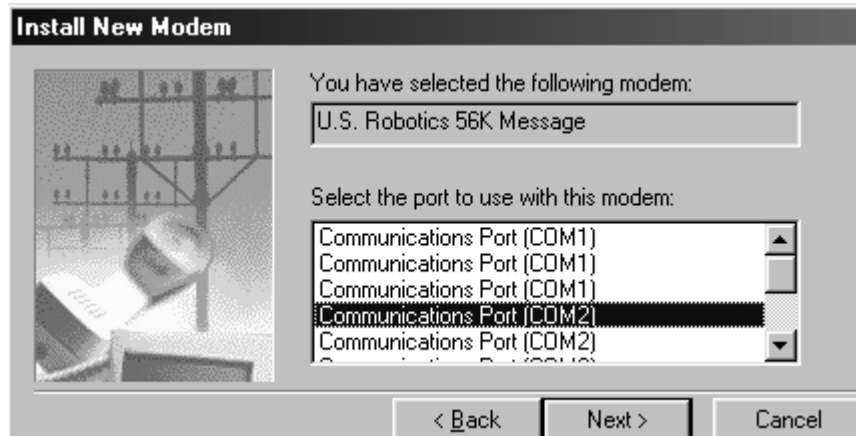 Install New Modem
You have selected the following modem:
U.S. Robotics 56K Message
Select the port to use with this modem:
Communications Port (COM1)
Communications Port (COM1)
Communications Port (COM1)
Communications Port (COM2)
Communications Port (COM2)
< Back
Next >
Cancel